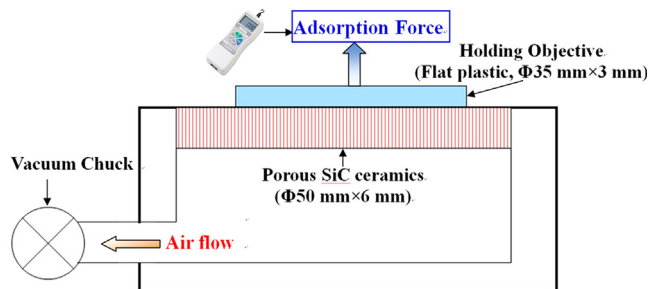 Adsorption Force
Holding Objective
(Flat plastic, Φ35 mm×3 mm)
Vacuum Chuck
Porous SiC ceramics
(Φ50 mm×6 mm)
Air flow